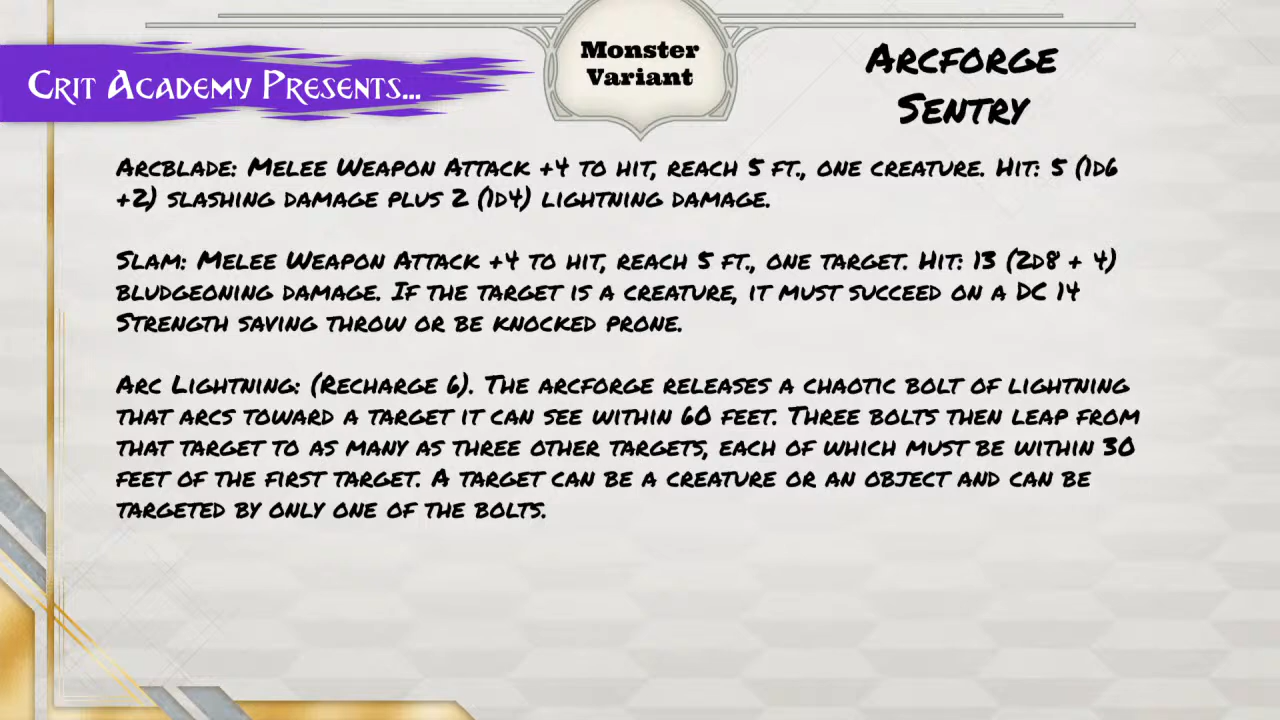 Crit Academy Presents...
Monster
Variant
Arcforge
Sentry
Arcblade: Melee Weapon Attack +4 to hit, reach 5 ft., one creature. Hit: 5 (1d6
+2) slashing damage plus 2 (1d4) lightning damage.
Slam: Melee Weapon Attack +4 to hit, reach 5 ft., one target. Hit: 13 (2d8 + 4)
bludgeoning damage. If the target is a creature, it must succeed on a DC 14
Strength saving throw or be knocked prone.
Arc Lightning: (Recharge 6). The arcforge releases a chaotic bolt of lightning
that arcs toward a target it can see within 60 feet. Three bolts then leap from
that target to as many as three other targets, each of which must be within 30
feet of the first target. A target can be a creature or an object and can be
targeted by only one of the bolts.